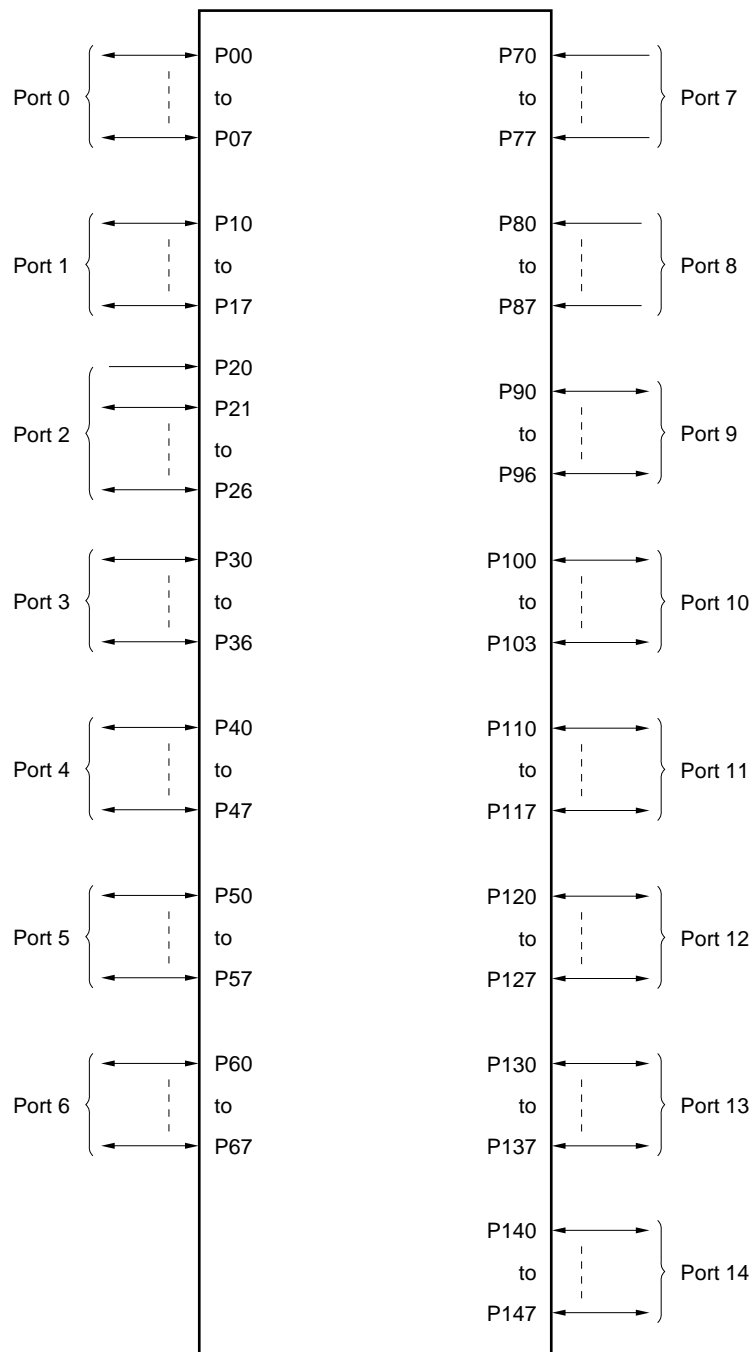 Port 0
P00
to
P07
Port 1
P10
to
P17
Port 2
P20
P21
to
P26
Port 3
P30
to
P36
Port 4
P40
to
P47
Port 5
P50
to
P57
Port 6
P60
to
P67
P70
to
P77
Port 7
P80
to
P87
Port 8
P90
to
P96
Port 9
P100
to
P103
Port 10
P110
to
P117
Port 11
P120
to
P127
Port 12
P130
to
P137
Port 13
P140
to
P147
Port 14